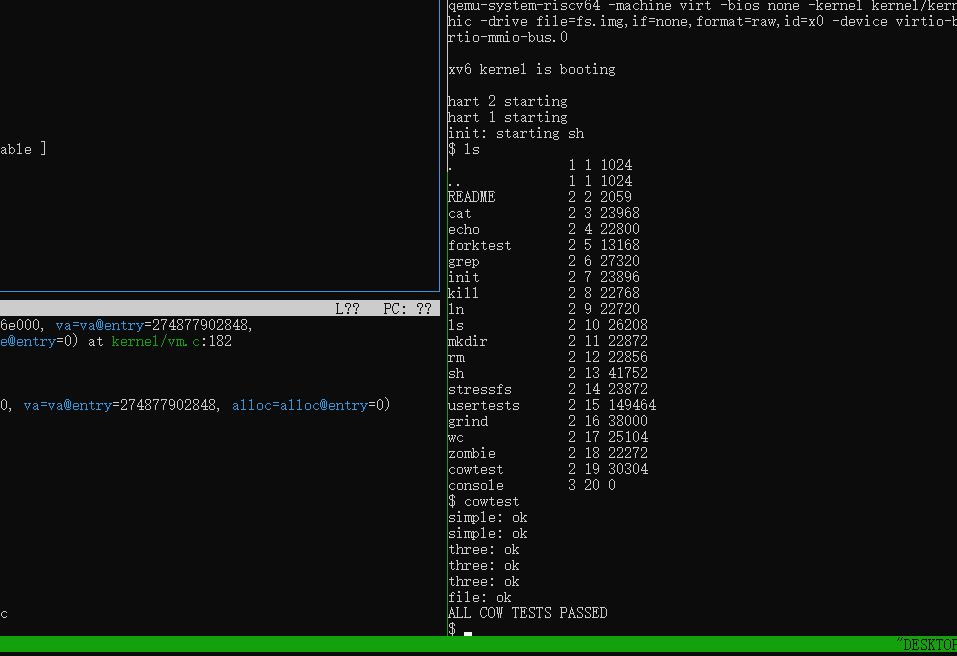 able ]
L?? PC: ??
6e000, va=va@entry=274877902848,
e@entry=0) at kernel/vm.c:182
0, va=va@entry=274877902848, alloc=alloc@entry=0)
c
qemu-system-riscv64 -machine virt -bios none -kernel kernel/kern
hic -drive file=fs.img,if=none,format=raw,id=x0 -device virtio-b
rtio-mmio-bus.0
xv6 kernel is booting
hart 2 starting
hart 1 starting
init: starting sh
$ ls
. 1 1 1024
.. 1 1 1024
README 2 2 2059
cat 2 3 23968
echo 2 4 22800
forktest 2 5 13168
grep 2 6 27320
init 2 7 23896
kill 2 8 22768
ln 2 9 22720
ls 2 10 26208
mkdir 2 11 22872
rm 2 12 22856
sh 2 13 41752
stressfs 2 14 23872
usertests 2 15 149464
grind 2 16 38000
wc 2 17 25104
zombie 2 18 22272
cowtest 2 19 30304
console 3 20 0
$ cowtest
simple: ok
simple: ok
three: ok
three: ok
three: ok
file: ok
ALL COW TESTS PASSED
$
"DESKTOP